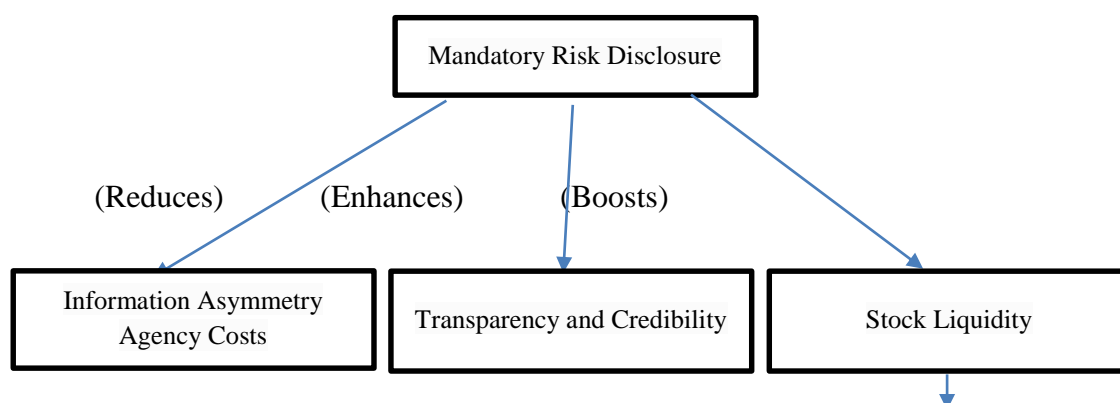 Mandatory Risk Disclosure
(Reduces) (Enhances) (Boosts)
Information Asymmetry
Agency Costs
Transparency and Credibility
Stock Liquidity